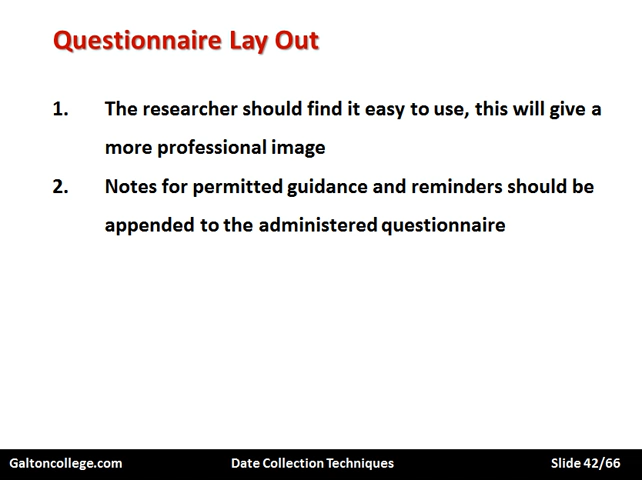 Questionnaire Lay Out
1. The researcher should find it easy to use, this will give a
more professional image
2. Notes for permitted guidance and reminders should be
appended to the administered questionnaire
Galtoncollege.com Date Collection Techniques Slide 42/66